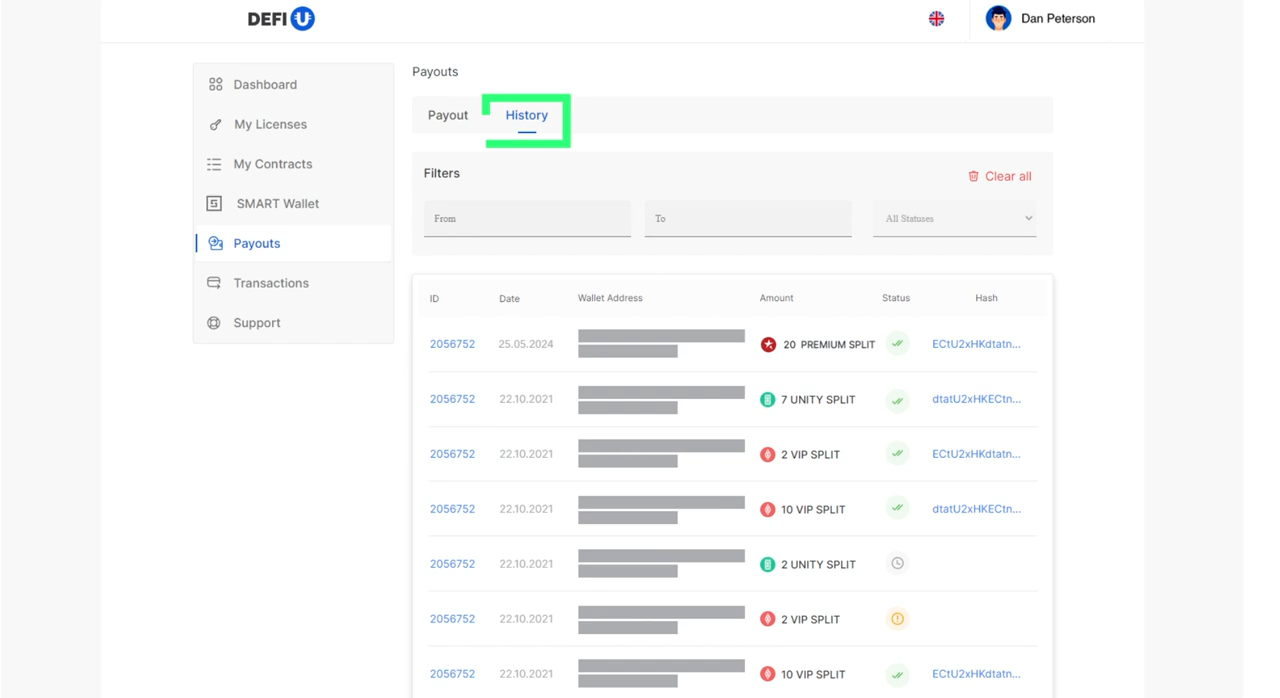 DEFI U
Dan Peterson
Dashboard
My Licenses
My Contracts
SMART Wallet
Payouts
Transactions
Support
Payouts
Payout History
Filters
Clear all
From To All Statuses
ID Date Wallet Address Amount Status Hash
2056752 25.05.2024 20 PREMIUM SPLIT ECtU2xHKdtatn...
2056752 22.10.2021 7 UNITY SPLIT dtatU2xHKECtn...
2056752 22.10.2021 2 VIP SPLIT ECtU2xHKdtatn...
2056752 22.10.2021 10 VIP SPLIT dtatU2xHKECtn...
2056752 22.10.2021 2 UNITY SPLIT
2056752 22.10.2021 2 VIP SPLIT
2056752 22.10.2021 10 VIP SPLIT ECtU2xHKdtatn...